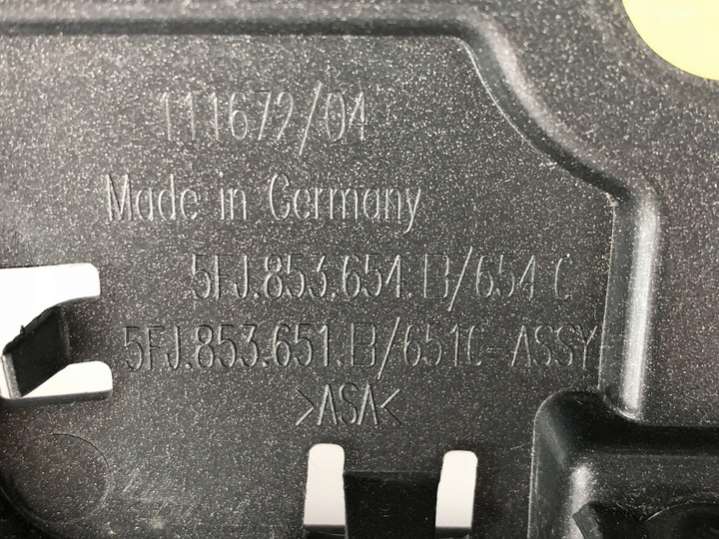 111672/04
Made in Germany
5FJ.853.654.B/654 C
5FJ.853.651.B/651C-ASSY
>ASA<